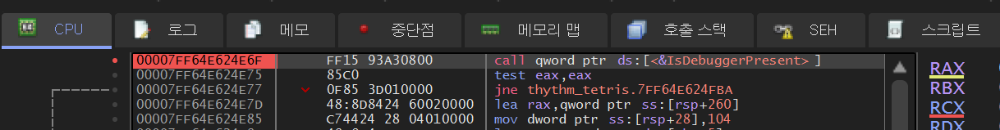 CPU 로그 메모 중단점 메모리 맵 호출 스택 SEH 스크립트
00007FF64E624E6F FF15 93A30800 call qword ptr ds:[<&IsDebuggerPresent>] RAX
00007FF64E624E75 85C0 test eax,eax RBX
00007FF64E624E77 0F85 3D010000 jne thythm_tetris.7FF64E624FBA RCX
00007FF64E624E7D 48:8D8424 60020000 lea rax,qword ptr ss:[rsp+260]
00007FF64E624E85 C74424 28 04010000 mov dword ptr ss:[rsp+28],104 RDX